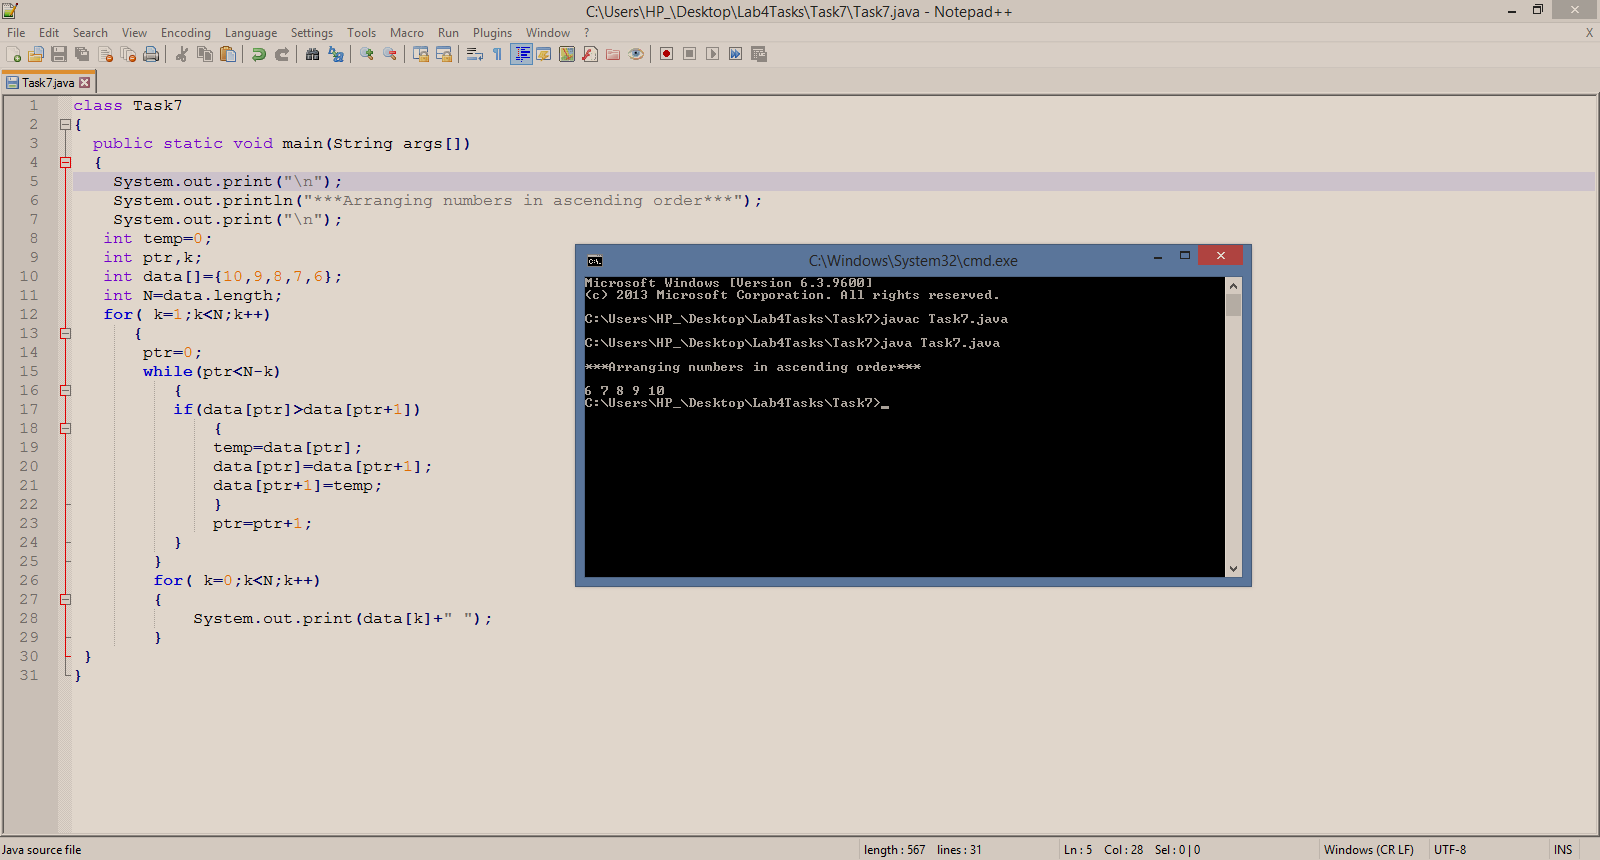 C:\Users\HP_\Desktop\Lab4Tasks\Task7\Task7.java - Notepad++
File Edit Search View Encoding Language Settings Tools Macro Run Plugins Window ? X
Task7.java
1 class Task7
2 {
3 public static void main(String args[])
4 {
5 System.out.print("\n");
6 System.out.println("***Arranging numbers in ascending order***");
7 System.out.print("\n");
8 int temp=0;
9 int ptr,k;
10 int data[]={10,9,8,7,6};
11 int N=data.length;
12 for( k=1;k<N;k++)
13 {
14 ptr=0;
15 while(ptr<N-k)
16 {
17 if(data[ptr]>data[ptr+1])
18 {
19 temp=data[ptr];
20 data[ptr]=data[ptr+1];
21 data[ptr+1]=temp;
22 }
23 ptr=ptr+1;
24 }
25 }
26 for( k=0;k<N;k++)
27 {
28 System.out.print(data[k]+" ");
29 }
30 }
31 }
C:\Windows\System32\cmd.exe
Microsoft Windows [Version 6.3.9600]
(c) 2013 Microsoft Corporation. All rights reserved.
C:\Users\HP_\Desktop\Lab4Tasks\Task7>javac Task7.java
C:\Users\HP_\Desktop\Lab4Tasks\Task7>java Task7.java
***Arranging numbers in ascending order***
6 7 8 9 10
C:\Users\HP_\Desktop\Lab4Tasks\Task7>_
Java source file length : 567 lines : 31 Ln : 5 Col : 28 Sel : 0 | 0 Windows (CR LF) UTF-8 INS